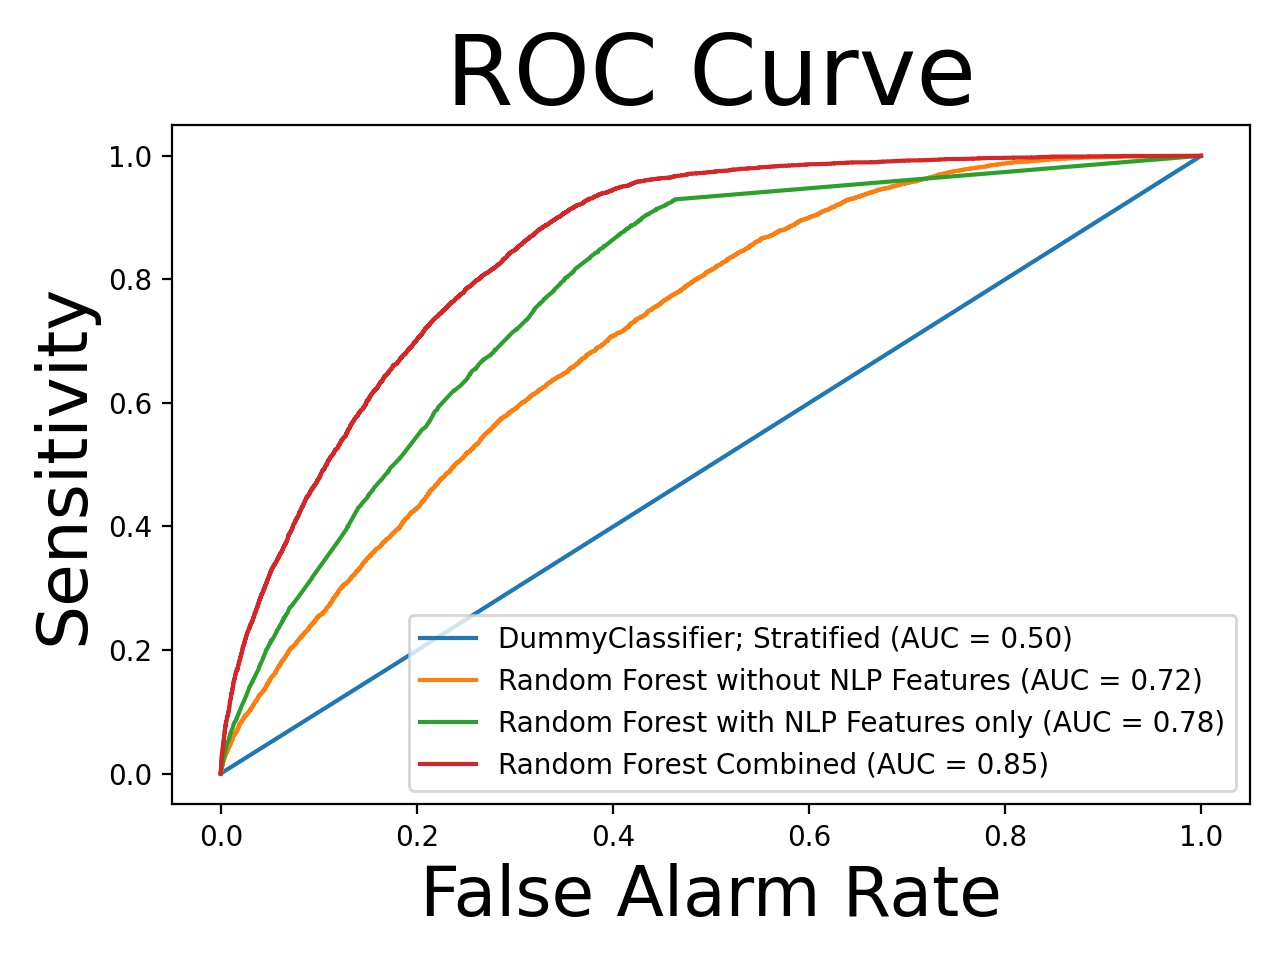 ROC Curve
Sensitivity
1.0
0.8
0.6
0.4
0.2
0.0
DummyClassifier; Stratified (AUC = 0.50)
Random Forest without NLP Features (AUC = 0.72)
Random Forest with NLP Features only (AUC = 0.78)
Random Forest Combined (AUC = 0.85)
0.0 0.2 0.4 0.6 0.8 1.0
False Alarm Rate